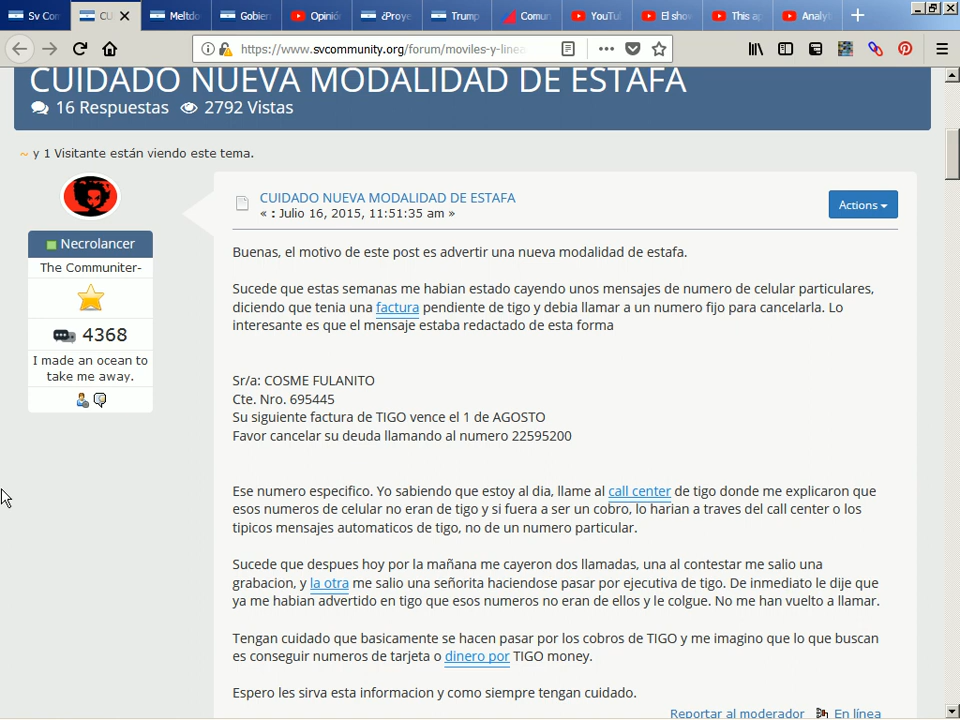 Sv Con
CU
Meltdo
Gobier
Opinió
¿Proye
Trump
Comun
YouTul
El sho
This ap
Analyt
https://www.svcommunity.org/forum/moviles-y-linea
CUIDADO NUEVA MODALIDAD DE ESTAFA
16 Respuestas 2792 Vistas
~ y 1 Visitante están viendo este tema.
Necrolancer
The Communiter-
4368
I made an ocean to
take me away.
CUIDADO NUEVA MODALIDAD DE ESTAFA
« : Julio 16, 2015, 11:51:35 am »
Actions
Buenas, el motivo de este post es advertir una nueva modalidad de estafa.
Sucede que estas semanas me habian estado cayendo unos mensajes de numero de celular particulares,
diciendo que tenia una factura pendiente de tigo y debia llamar a un numero fijo para cancelarla. Lo
interesante es que el mensaje estaba redactado de esta forma
Sr/a: COSME FULANITO
Cte. Nro. 695445
Su siguiente factura de TIGO vence el 1 de AGOSTO
Favor cancelar su deuda llamando al numero 22595200
Ese numero especifico. Yo sabiendo que estoy al dia, llame al call center de tigo donde me explicaron que
esos numeros de celular no eran de tigo y si fuera a ser un cobro, lo harian a traves del call center o los
tipicos mensajes automaticos de tigo, no de un numero particular.
Sucede que despues hoy por la mañana me cayeron dos llamadas, una al contestar me salio una
grabacion, y la otra me salio una señorita haciendose pasar por ejecutiva de tigo. De inmediato le dije que
ya me habian advertido en tigo que esos numeros no eran de ellos y le colgue. No me han vuelto a llamar.
Tengan cuidado que basicamente se hacen pasar por los cobros de TIGO y me imagino que lo que buscan
es conseguir numeros de tarjeta o dinero por TIGO money.
Espero les sirva esta informacion y como siempre tengan cuidado.
Reportar al moderador En línea